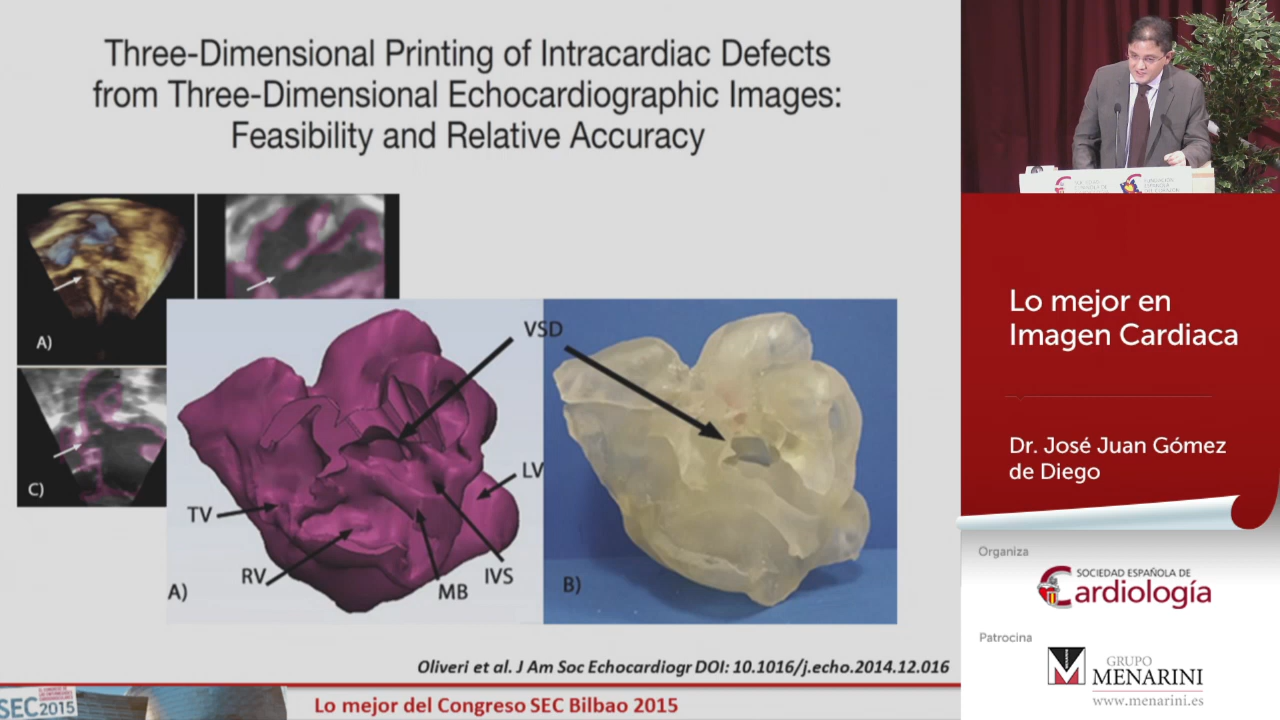 Three-Dimensional Printing of Intracardiac Defects
from Three-Dimensional Echocardiographic Images:
Feasibility and Relative Accuracy
A)
C)
VSD
LV
TV
RV
MB
IVS
A)
B)
Oliveri et al. J Am Soc Echocardiogr DOI: 10.1016/j.echo.2014.12.016
SEC
2015
Lo mejor del Congreso SEC Bilbao 2015
Lo mejor en
Imagen Cardiaca
Dr. José Juan Gómez
de Diego
Organiza
SOCIEDAD ESPAÑOLA DE
Cardiología
Patrocina
GRUPO
MENARINI
www.menarini.es